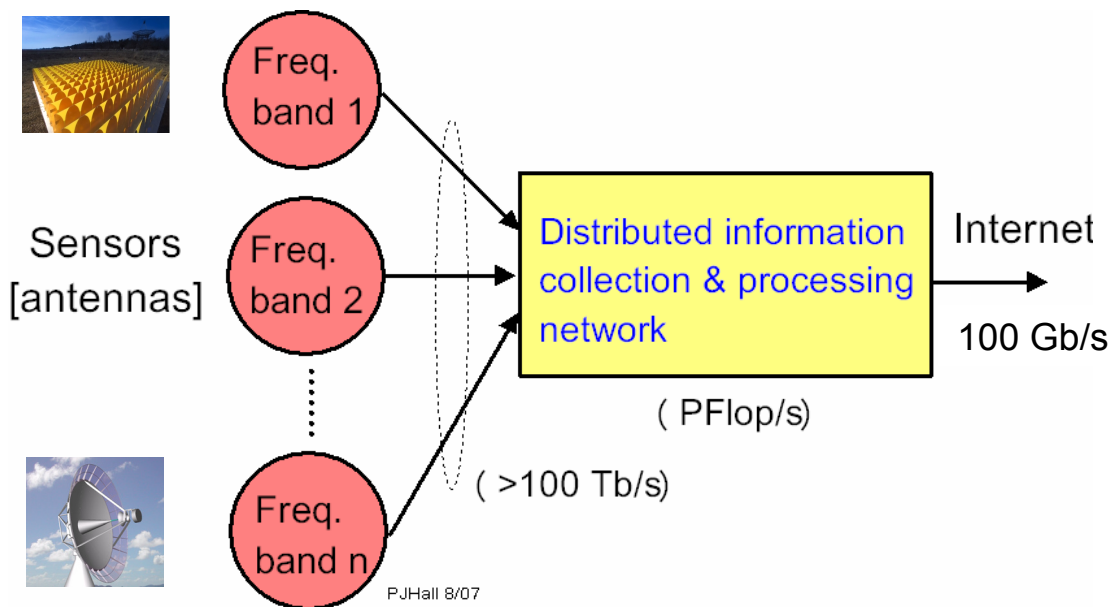 Freq.
band 1
Sensors
[antennas]
Freq.
band 2
Freq.
band n
Distributed information
collection & processing
network
( PFlop/s)
( >100 Tb/s)
Internet
100 Gb/s
PJHall 8/07